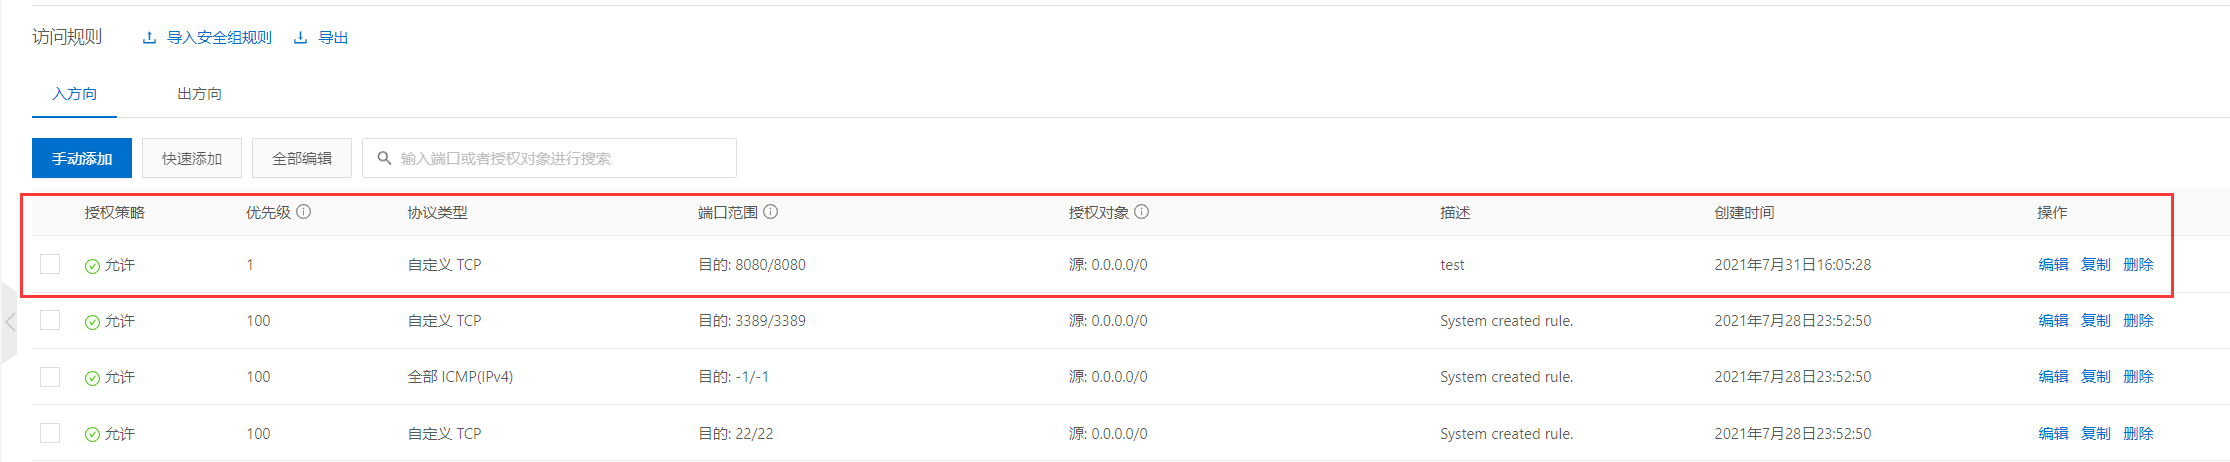 访问规则 导入安全组规则 导出
入方向 出方向
手动添加 快速添加 全部编辑 输入端口或者授权对象进行搜索
授权策略 优先级 协议类型 端口范围 授权对象 描述 创建时间 操作
允许 1 自定义 TCP 目的: 8080/8080 源: 0.0.0.0/0 test 2021年7月31日16:05:28 编辑 复制 删除
允许 100 自定义 TCP 目的: 3389/3389 源: 0.0.0.0/0 System created rule. 2021年7月28日23:52:50 编辑 复制 删除
允许 100 全部 ICMP(IPv4) 目的: -1/-1 源: 0.0.0.0/0 System created rule. 2021年7月28日23:52:50 编辑 复制 删除
允许 100 自定义 TCP 目的: 22/22 源: 0.0.0.0/0 System created rule. 2021年7月28日23:52:50 编辑 复制 删除